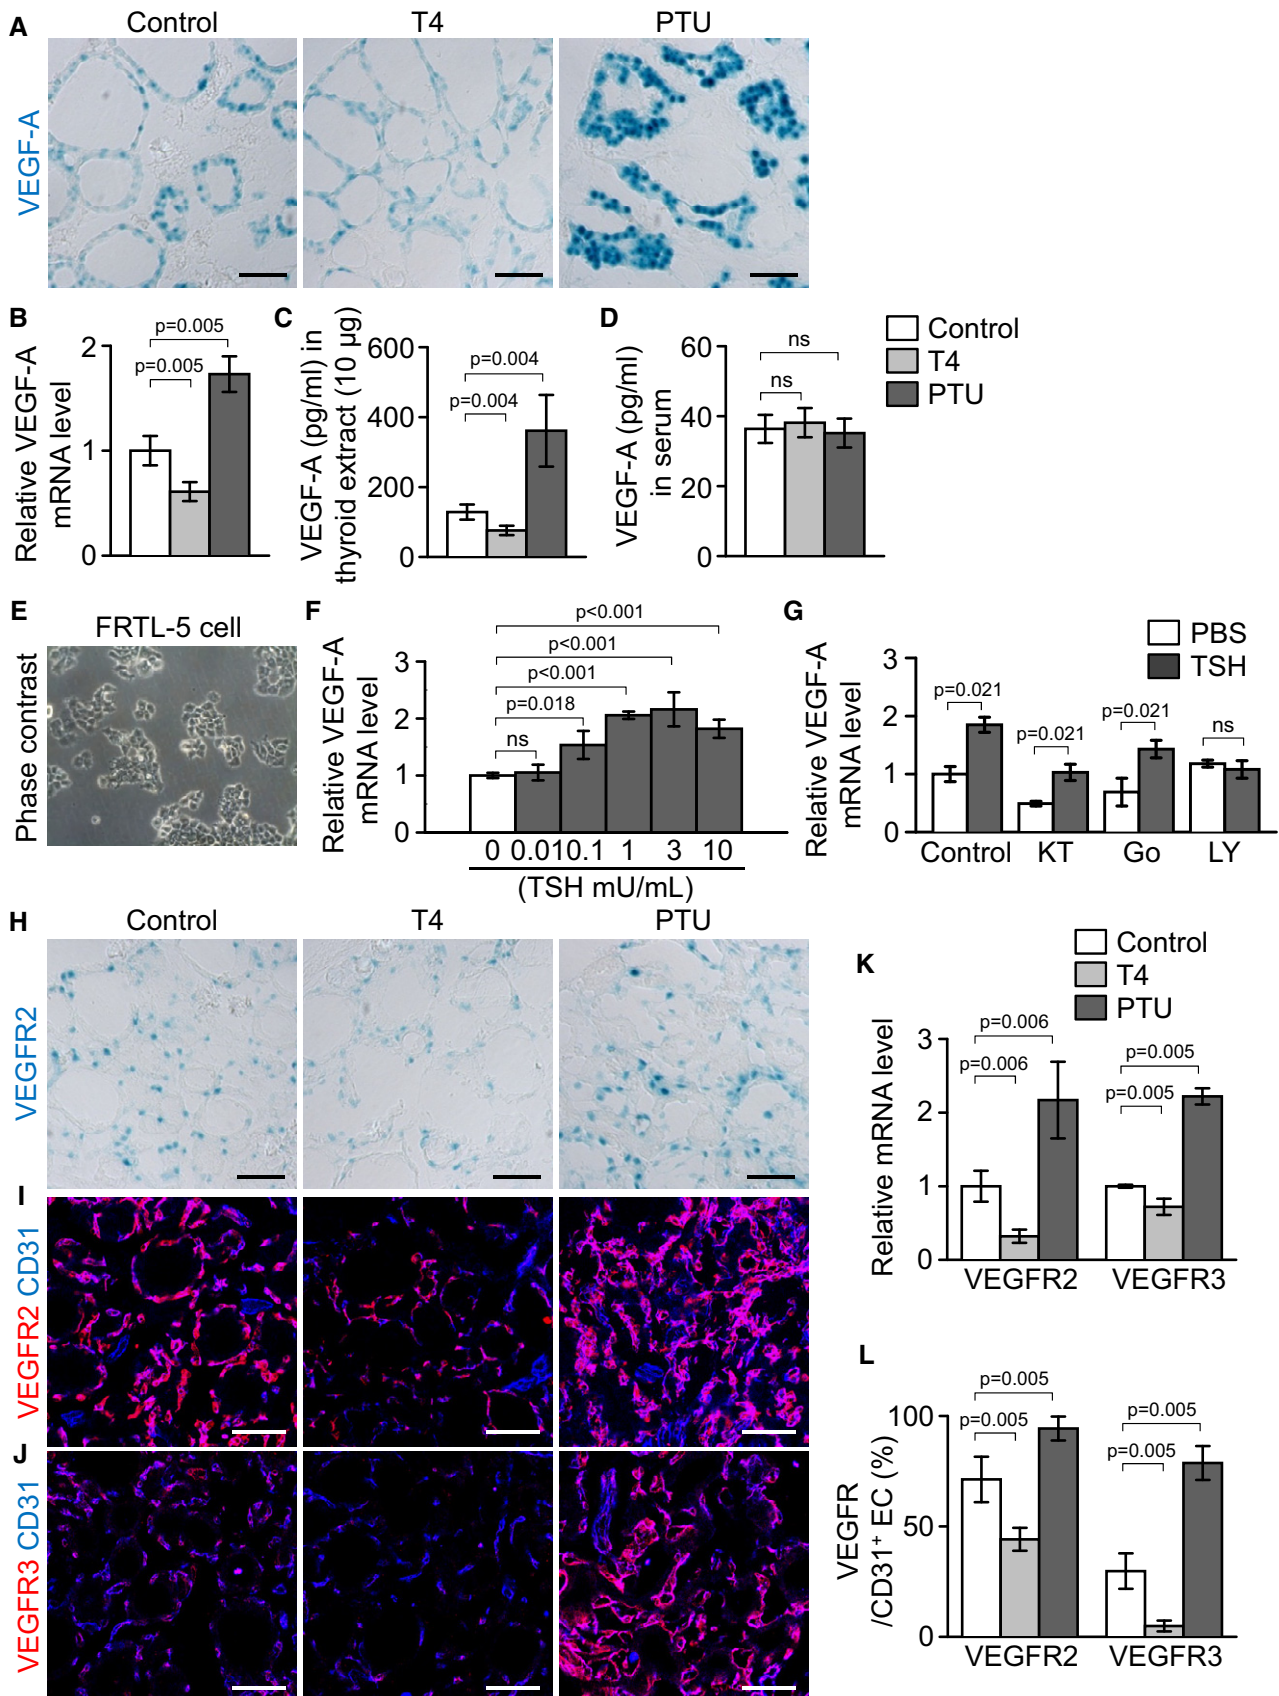 A
Control
T4
PTU
VEGF-A
B
Relative VEGF-A
mRNA level
2
1
0
p=0.005
p=0.005
C
VEGF-A (pg/ml) in
thyroid extract (10 µg)
600
400
200
0
p=0.004
p=0.004
D
VEGF-A (pg/ml)
in serum
60
40
20
0
ns
ns
Control
T4
PTU
E
FRTL-5 cell
Phase contrast
F
Relative VEGF-A
mRNA level
3
2
1
0
p<0.001
p<0.001
p<0.001
p=0.018
ns
0 0.01 0.1 1 3 10
(TSH mU/mL)
G
Relative VEGF-A
mRNA level
3
2
1
0
PBS
TSH
p=0.021
p=0.021
p=0.021
ns
Control KT Go LY
H
Control
T4
PTU
VEGFR2
I
VEGFR2 CD31
J
VEGFR3 CD31
K
Control
T4
PTU
Relative mRNA level
3
2
1
0
p=0.006
p=0.006
p=0.005
p=0.005
VEGFR2 VEGFR3
L
VEGFR
/CD31⁺ EC (%)
100
50
0
p=0.005
p=0.005
p=0.005
p=0.005
VEGFR2 VEGFR3